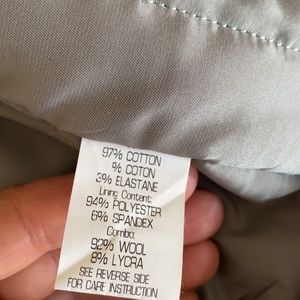 97% COTTON
% COTON
3% ELASTANE
Lining Content:
94% POLYESTER
6% SPANDEX
Combo:
92% WOOL
8% LYCRA
SEE REVERSE SIDE
FOR CARE INSTRUCTION